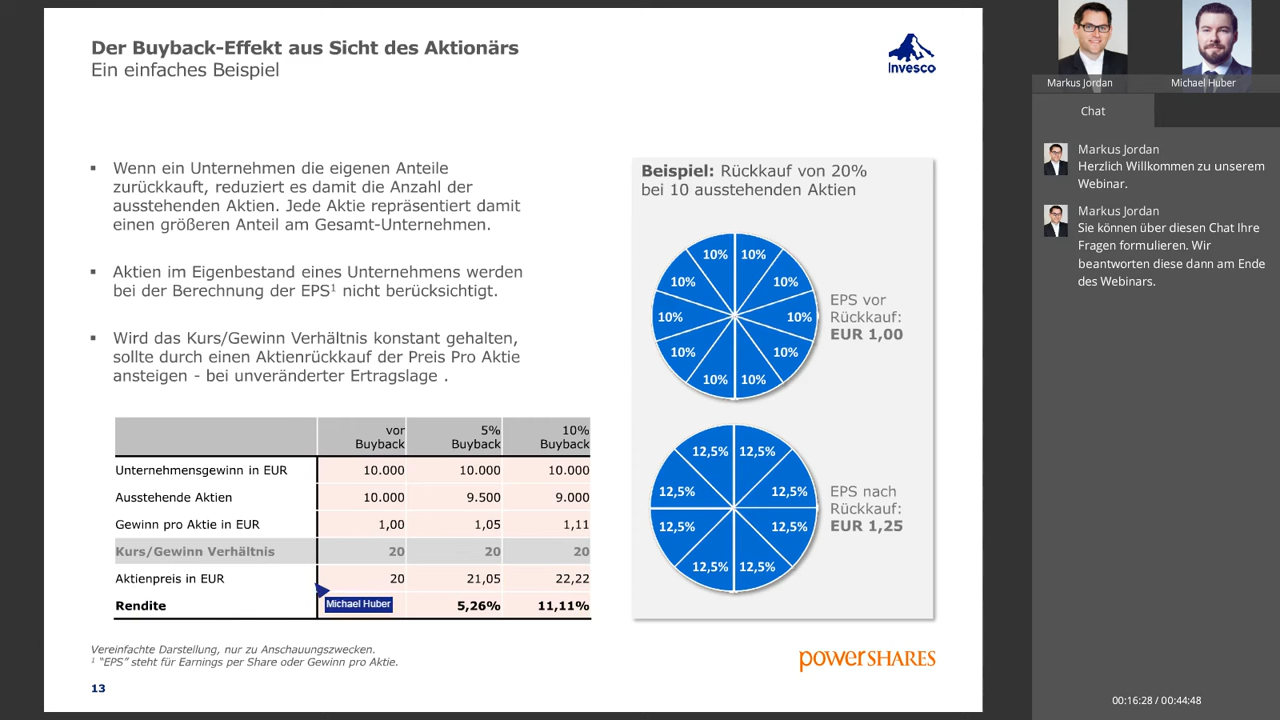 Der Buyback-Effekt aus Sicht des Aktionärs
Ein einfaches Beispiel
Invesco
▪ Wenn ein Unternehmen die eigenen Anteile
zurückkauft, reduziert es damit die Anzahl der
ausstehenden Aktien. Jede Aktie repräsentiert damit
einen größeren Anteil am Gesamt-Unternehmen.
▪ Aktien im Eigenbestand eines Unternehmens werden
bei der Berechnung der EPS¹ nicht berücksichtigt.
▪ Wird das Kurs/Gewinn Verhältnis konstant gehalten,
sollte durch einen Aktienrückkauf der Preis Pro Aktie
ansteigen - bei unveränderter Ertragslage .
vor Buyback 5% Buyback 10% Buyback
Unternehmensgewinn in EUR 10.000 10.000 10.000
Ausstehende Aktien 10.000 9.500 9.000
Gewinn pro Aktie in EUR 1,00 1,05 1,11
Kurs/Gewinn Verhältnis 20 20 20
Aktienpreis in EUR 20 21,05 22,22
Rendite 5,26% 11,11%
Michael Huber
Beispiel: Rückkauf von 20%
bei 10 ausstehenden Aktien
10% 10%
10% 10%
10% 10%
10% 10%
10% 10%
EPS vor
Rückkauf:
EUR 1,00
12,5% 12,5%
12,5% 12,5%
12,5% 12,5%
12,5% 12,5%
EPS nach
Rückkauf:
EUR 1,25
Vereinfachte Darstellung, nur zu Anschauungszwecken.
¹ "EPS" steht für Earnings per Share oder Gewinn pro Aktie.
13
powerSHARES
Markus Jordan
Michael Huber
Chat
Markus Jordan
Herzlich Willkommen zu unserem
Webinar.
Markus Jordan
Sie können über diesen Chat Ihre
Fragen formulieren. Wir
beantworten diese dann am Ende
des Webinars.
00:16:28 / 00:44:48